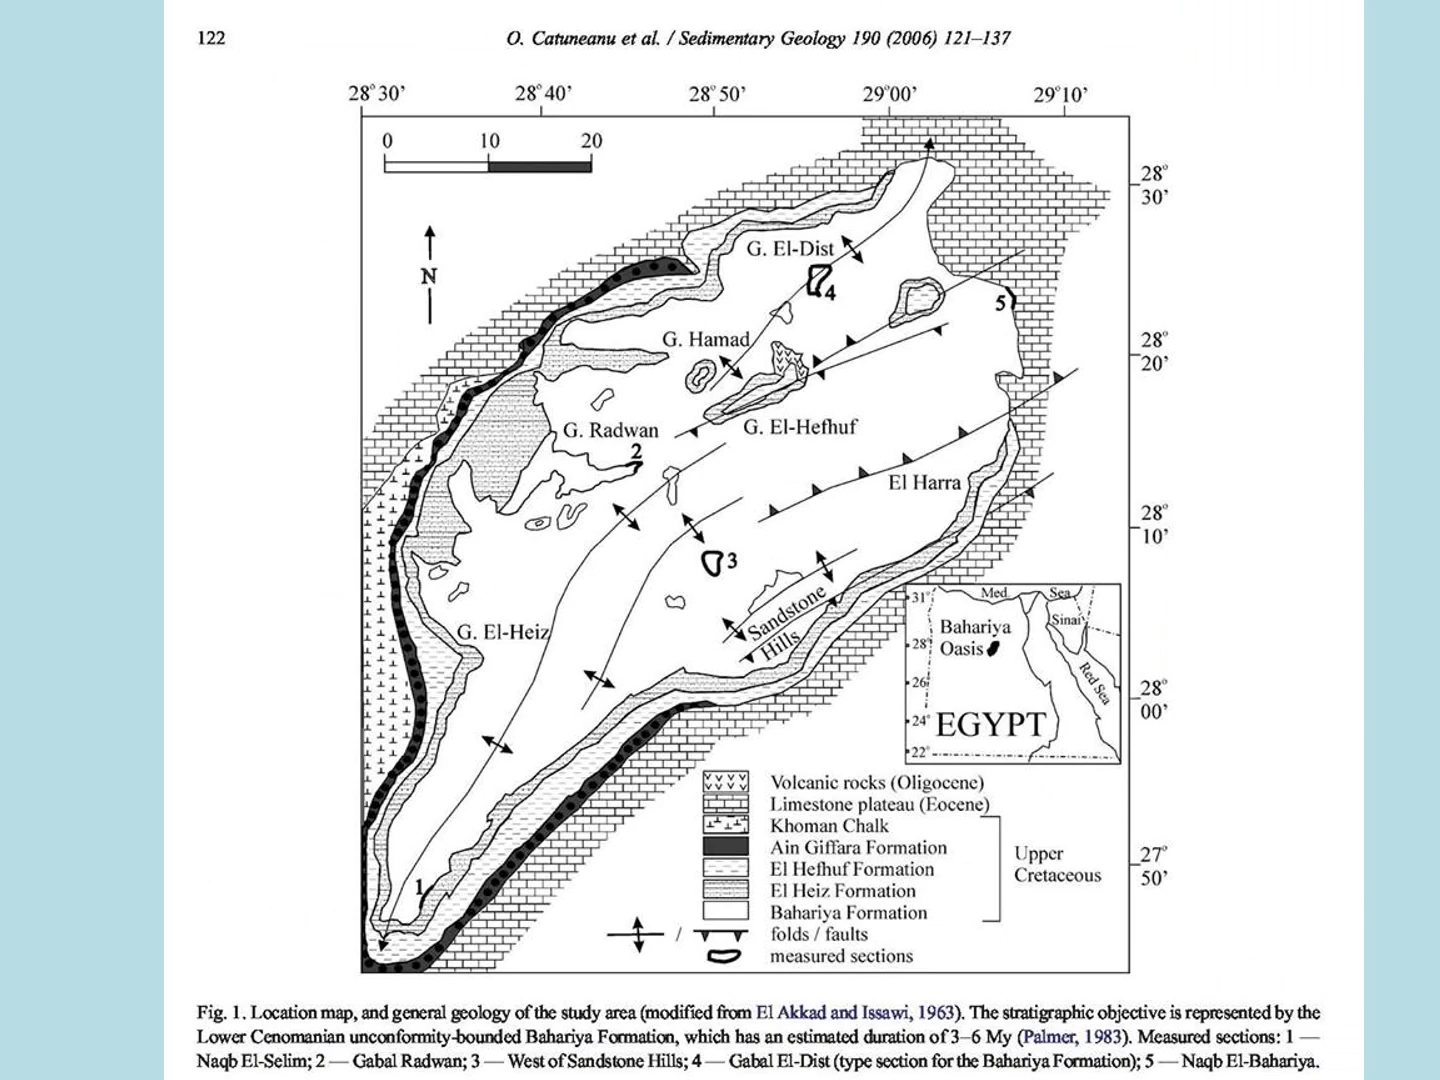 122
O. Catuneanu et al. / Sedimentary Geology 190 (2006) 121–137
28°30' 28°40' 28°50' 29°00' 29°10'
0 10 20
28°
30'
N
G. El-Dist
4
5
G. Hamad
28°
20'
G. Radwan
G. El-Hefhuf
2
El Harra
28°
10'
3
Sandstone
Hills
G. El-Heiz
31° Med. Sea
Sinai
Bahariya
28°
Oasis
26°
Red Sea
24°
EGYPT
22°
28°
00'
Volcanic rocks (Oligocene)
Limestone plateau (Eocene)
Khoman Chalk
Ain Giffara Formation
El Hefhuf Formation
El Heiz Formation
Bahariya Formation
Upper
Cretaceous
27°
50'
1
/ folds / faults
measured sections
Fig. 1. Location map, and general geology of the study area (modified from El Akkad and Issawi, 1963). The stratigraphic objective is represented by the
Lower Cenomanian unconformity-bounded Bahariya Formation, which has an estimated duration of 3–6 My (Palmer, 1983). Measured sections: 1 —
Naqb El-Selim; 2 — Gabal Radwan; 3 — West of Sandstone Hills; 4 — Gabal El-Dist (type section for the Bahariya Formation); 5 — Naqb El-Bahariya.